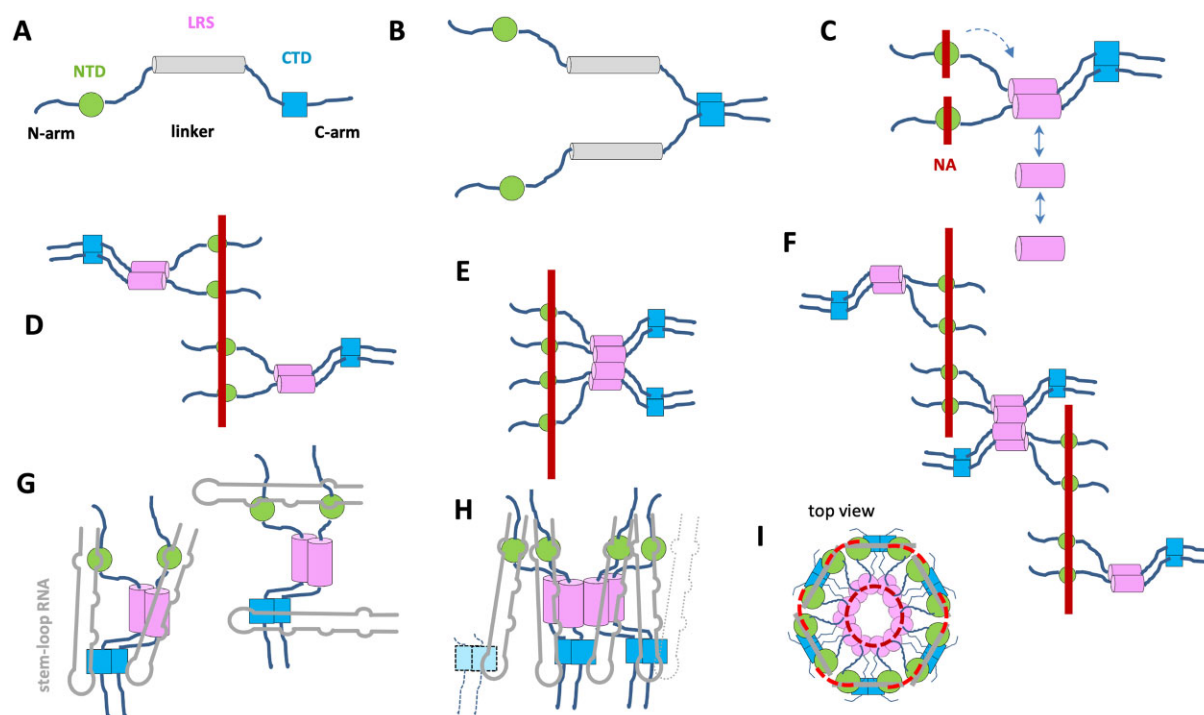 A
LRS
NTD
CTD
N-arm
linker
C-arm
B
C
NA
D
E
F
G
stem-loop RNA
H
I
top view